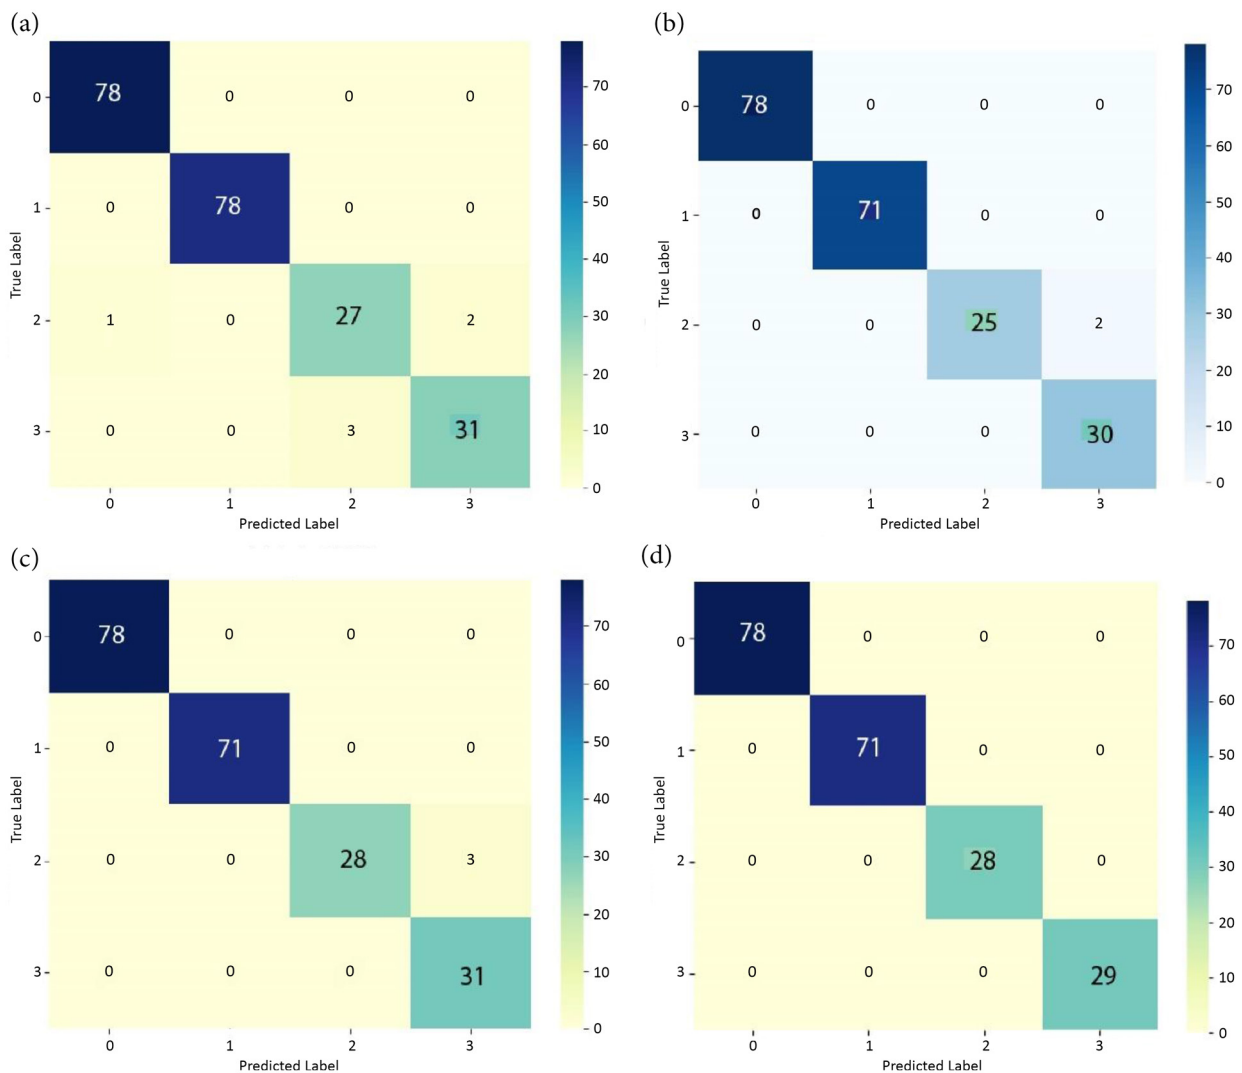 (a)
78 0 0 0
0 78 0 0
1 0 27 2
0 0 3 31
0
1
2
3
True Label
0 1 2 3
Predicted Label
70
60
50
40
30
20
10
0
(b)
78 0 0 0
0 71 0 0
0 0 25 2
0 0 0 30
0
1
2
3
True Label
0 1 2 3
Predicted Label
70
60
50
40
30
20
10
0
(c)
78 0 0 0
0 71 0 0
0 0 28 3
0 0 0 31
0
1
2
3
True Label
0 1 2 3
Predicted Label
70
60
50
40
30
20
10
0
(d)
78 0 0 0
0 71 0 0
0 0 28 0
0 0 0 29
0
1
2
3
True Label
0 1 2 3
Predicted Label
70
60
50
40
30
20
10
0